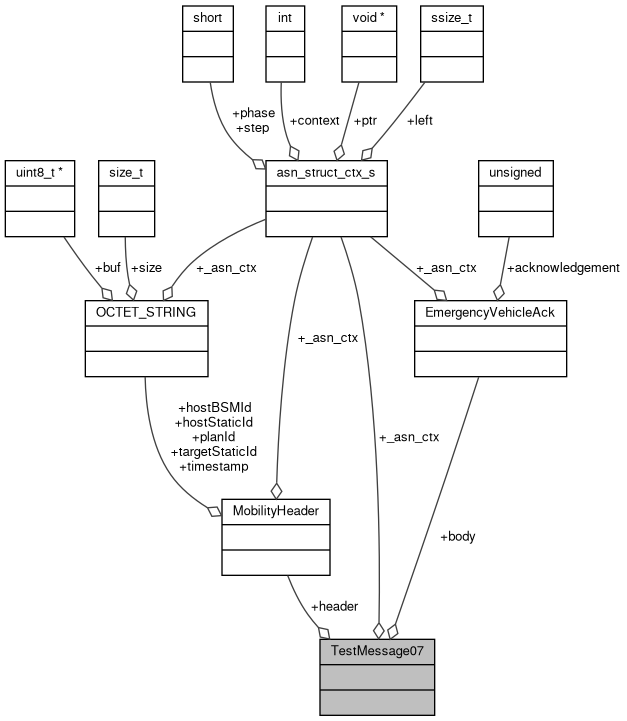 short
int
void *
ssize_t
+phase
+step
+context
+ptr
+left
uint8_t *
size_t
asn_struct_ctx_s
unsigned
+buf
+size
+_asn_ctx
+_asn_ctx
+acknowledgement
OCTET_STRING
EmergencyVehicleAck
+_asn_ctx
+hostBSMId
+hostStaticId
+planId
+targetStaticId
+timestamp
+_asn_ctx
MobilityHeader
+body
+header
TestMessage07